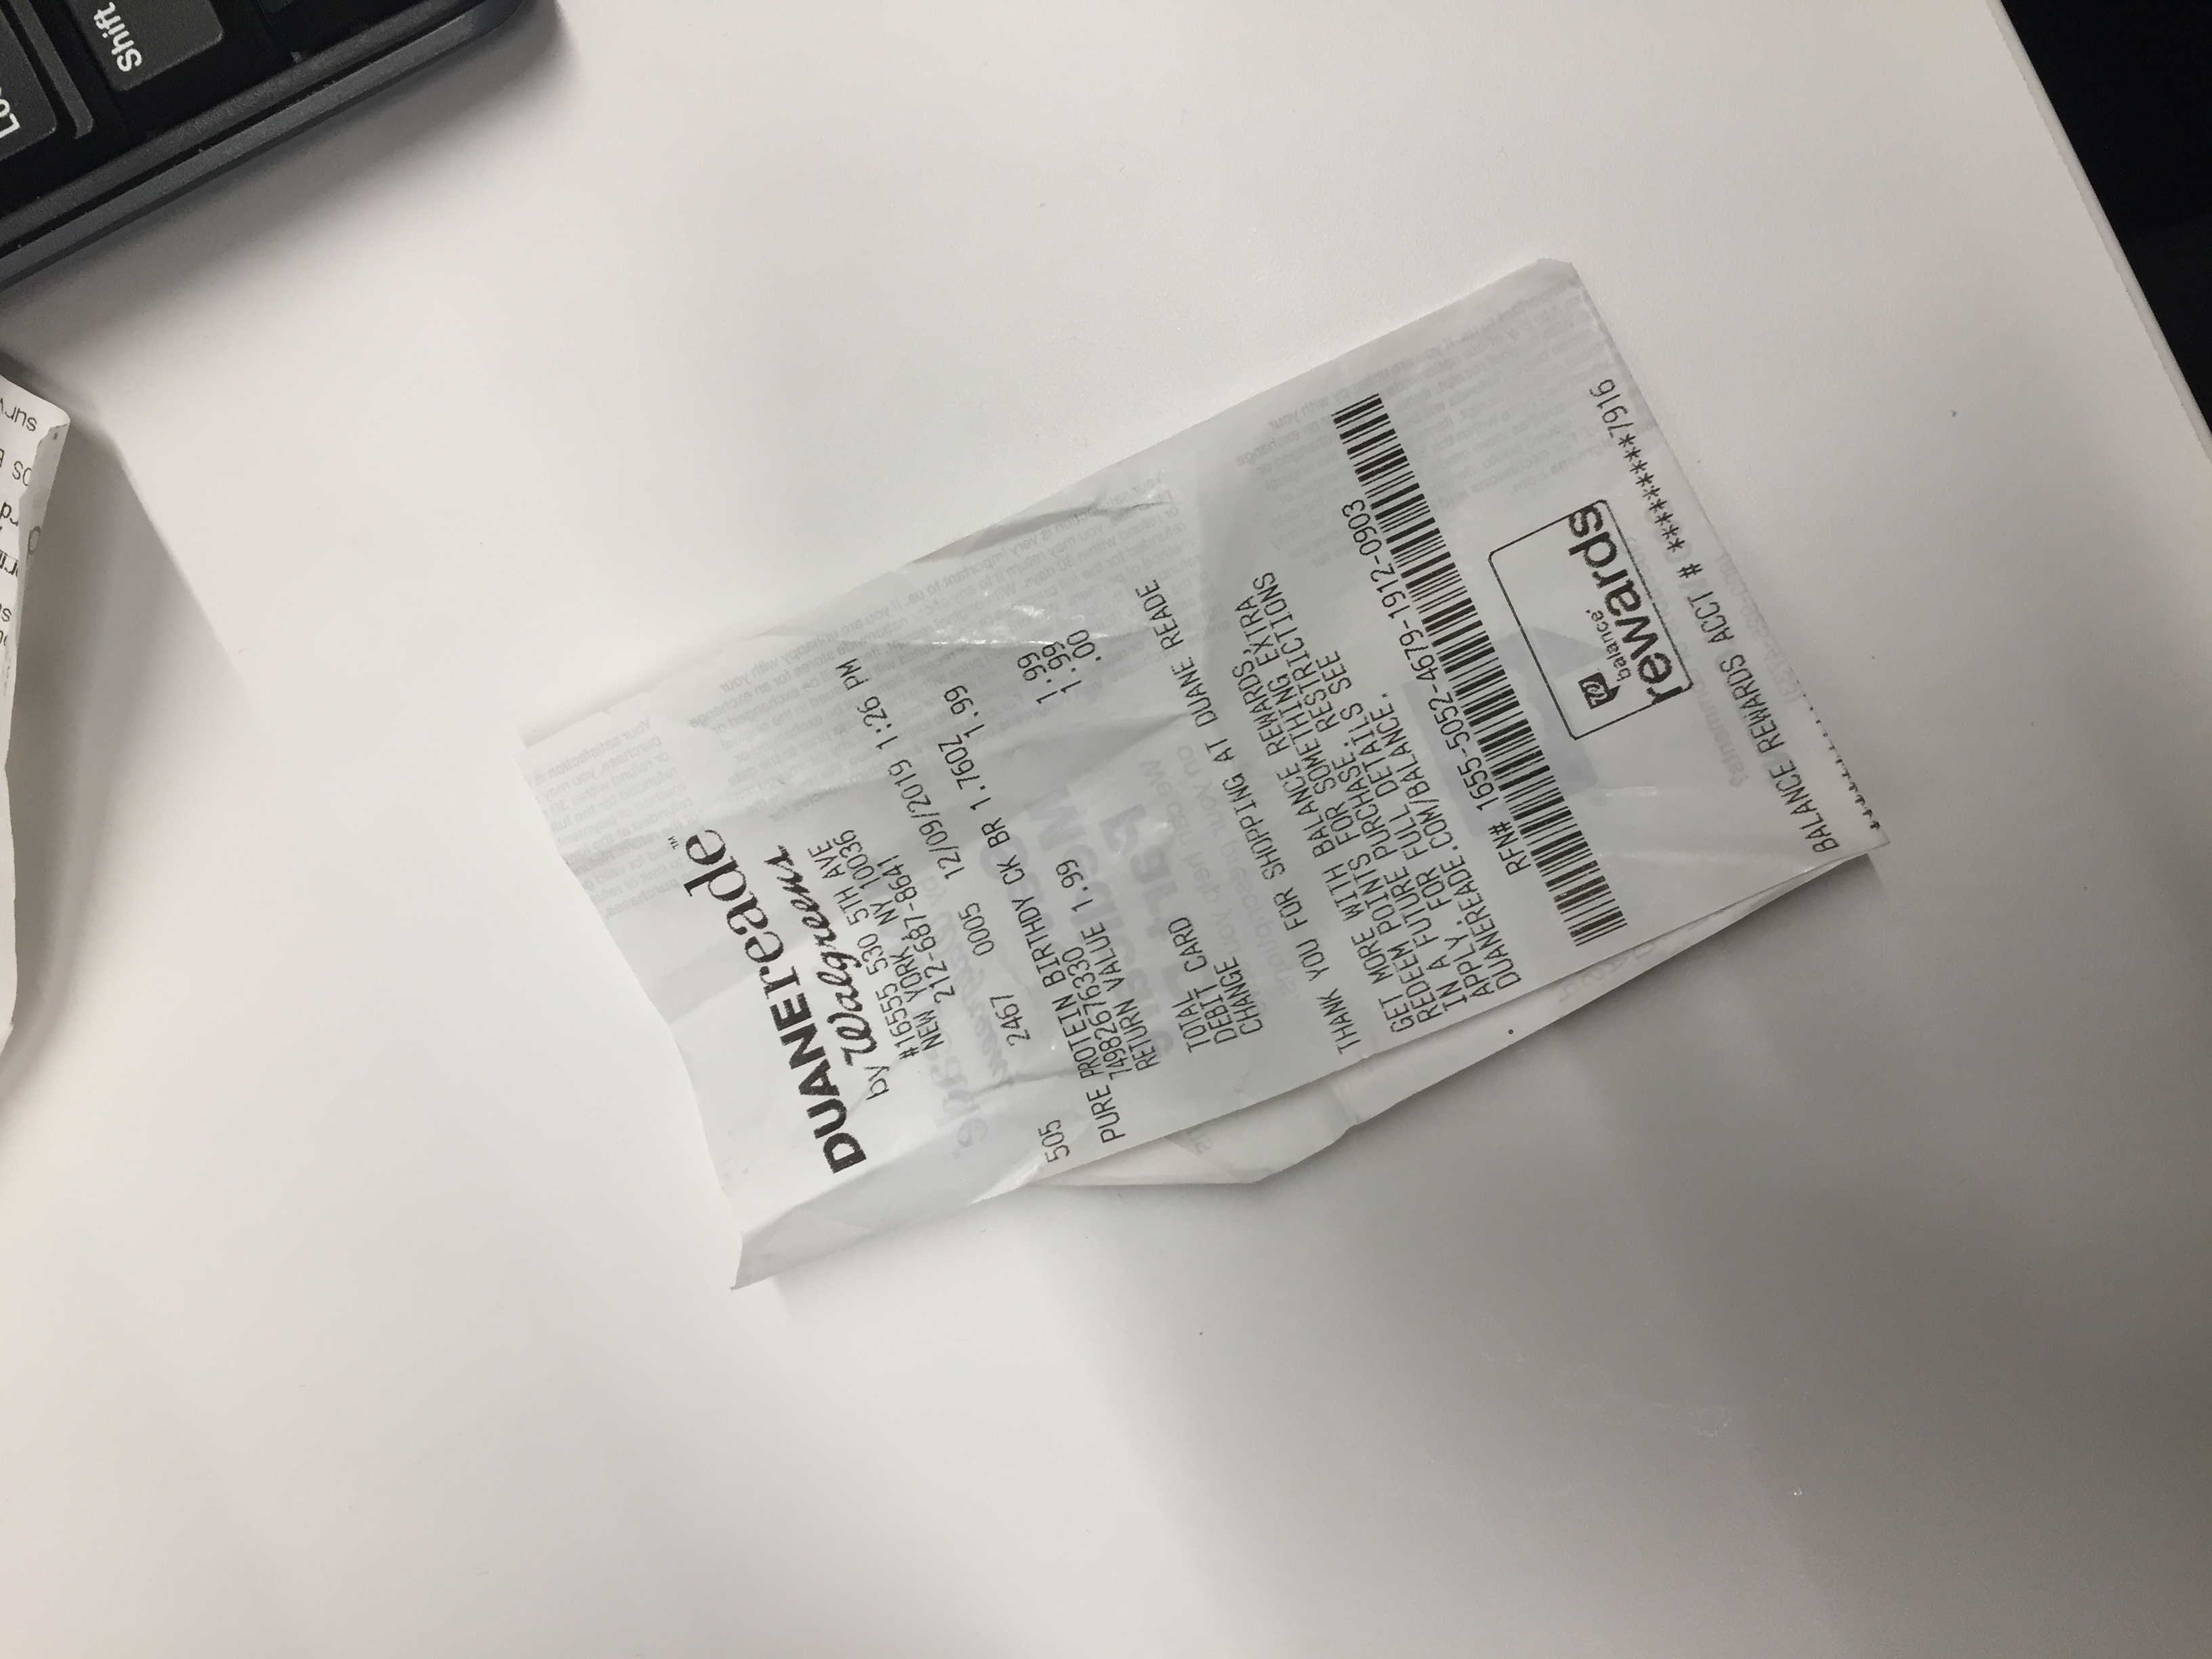 Shift
DUANEreade™
by Walgreens
#16555 530 5TH AVE
NEW YORK, NY 10036
212-687-8641
505 2467 0005 12/09/2019 1:26 PM
PURE PROTEIN BIRTHDY CK BR 1.76OZ
74982676330 1.99
RETURN VALUE 1.99
TOTAL 1.99
DEBIT CARD 1.99
CHANGE .00
THANK YOU FOR SHOPPING AT DUANE READE
GET MORE WITH BALANCE REWARDS,
REDEEM POINTS FOR SOMETHING EXTRA
IN A FUTURE PURCHASE. RESTRICTIONS
APPLY. FOR FULL DETAILS SEE
DUANEREADE.COM/BALANCE.
RFN# 1655-5052-4679-1912-0903
balance
rewards
BALANCE REWARDS ACCT # *********7916